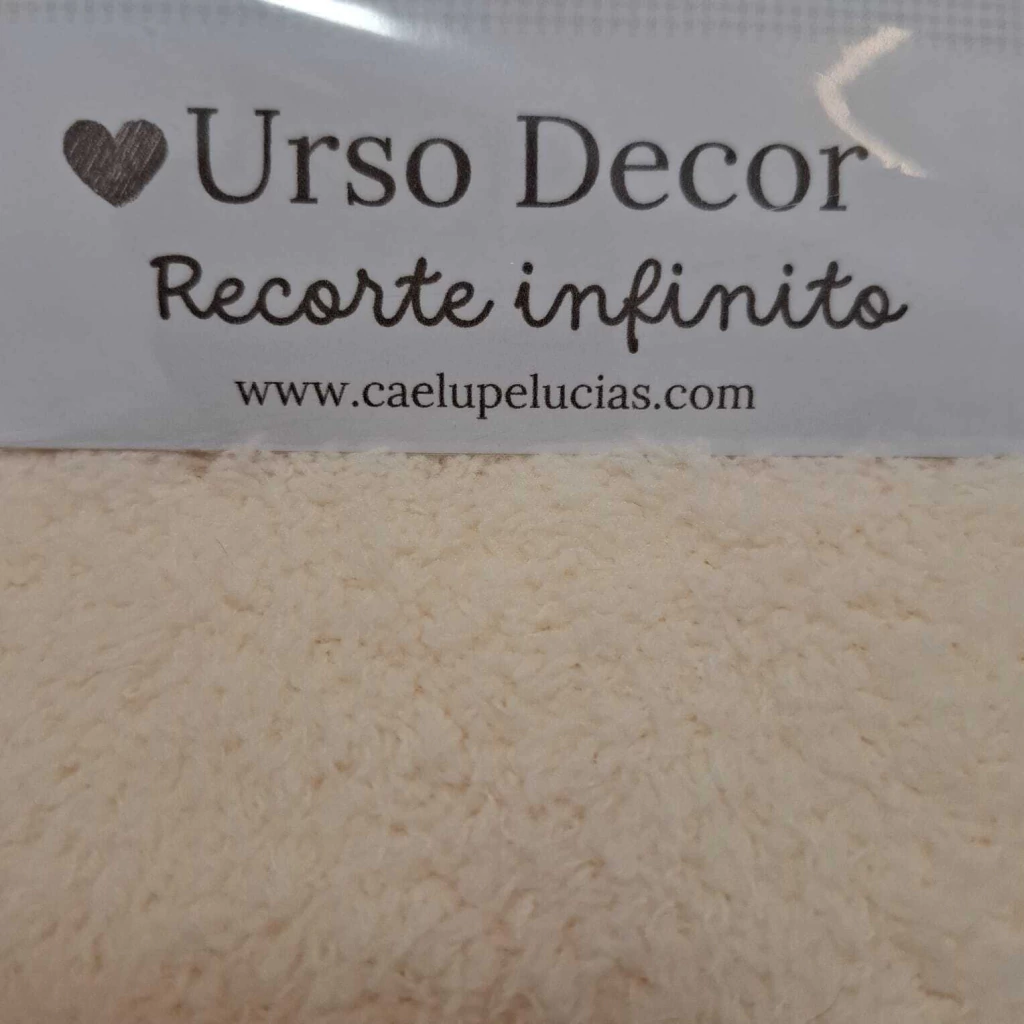 Urso Decor
Recorte infinito
www.caelupelucias.com